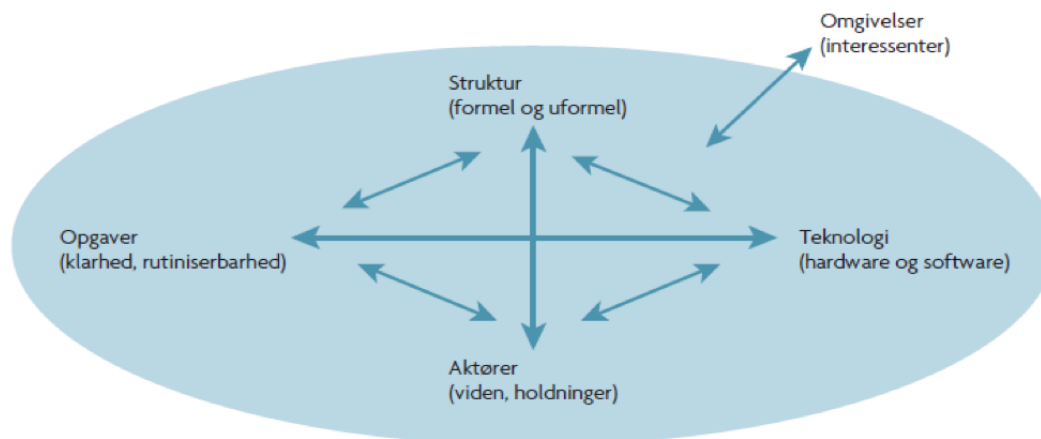 Omgivelser
(interessenter)
Struktur
(formel og uformel)
Opgaver
(klarhed, rutiniserbarhed)
Teknologi
(hardware og software)
Aktører
(viden, holdninger)